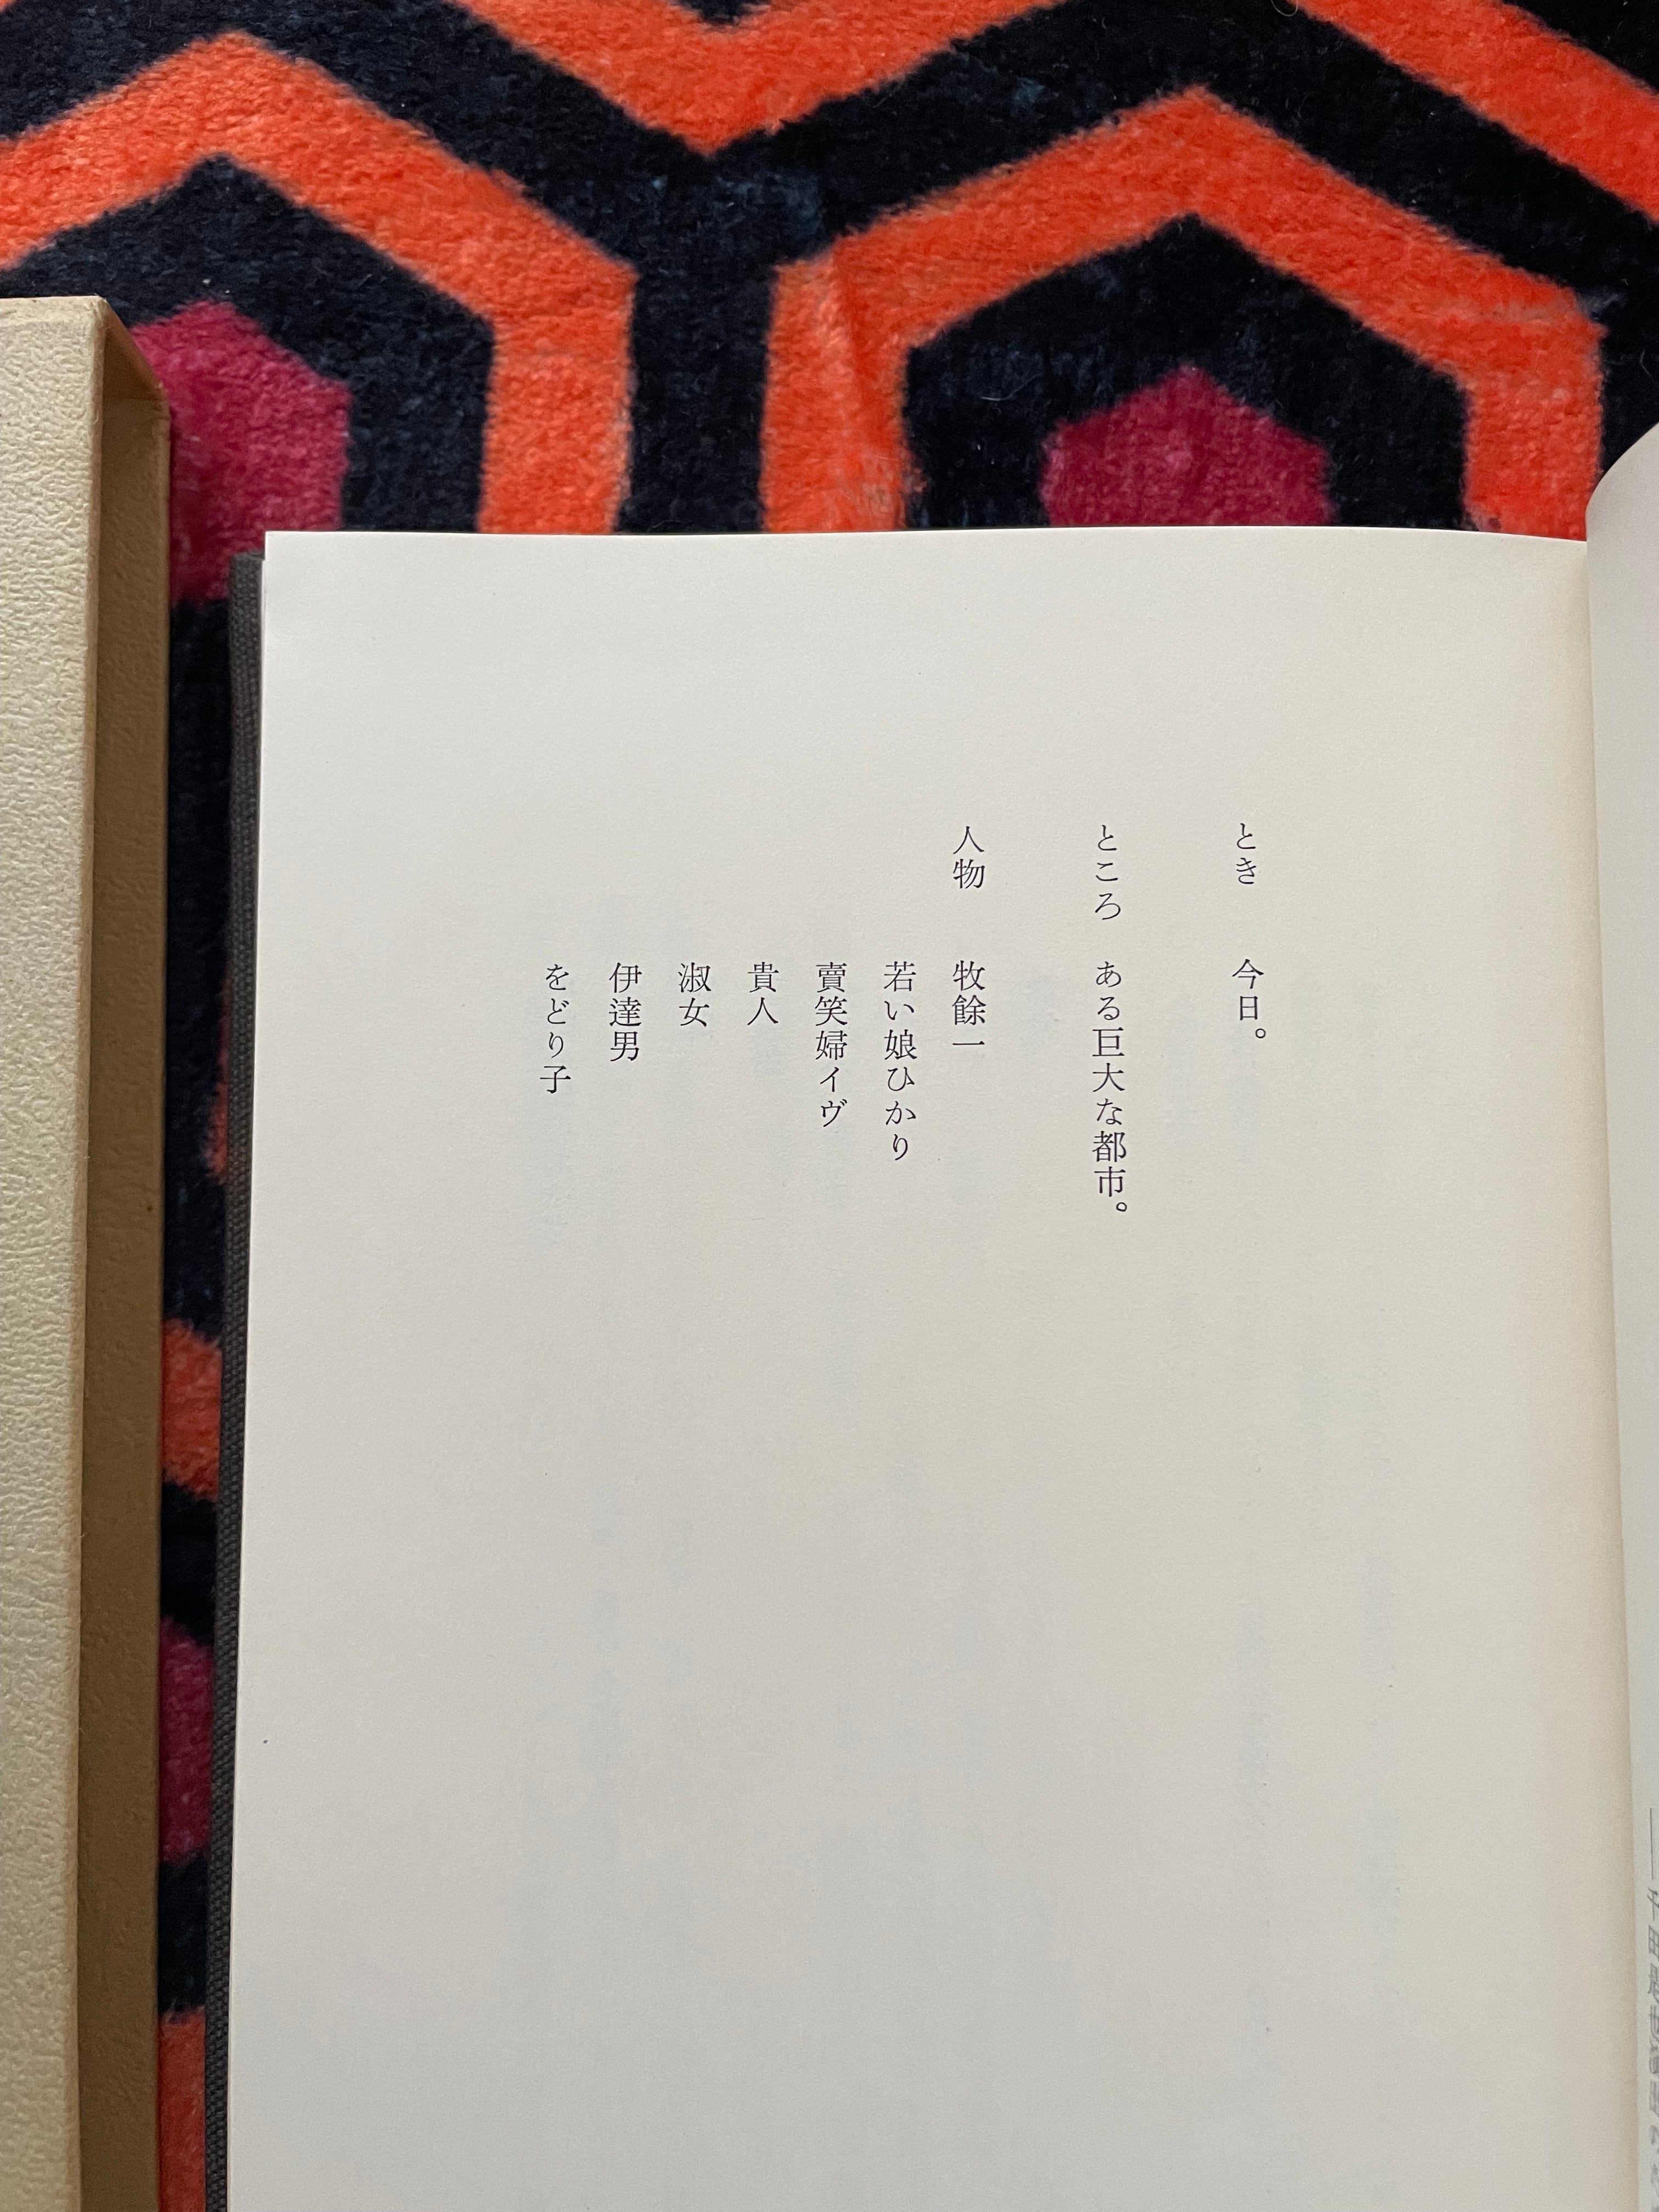 とき　今日。
ところ　ある巨大な都市。
人物　牧餘一
若い娘ひかり
賣笑婦イヴ
貴人
淑女
伊達男
をどり子